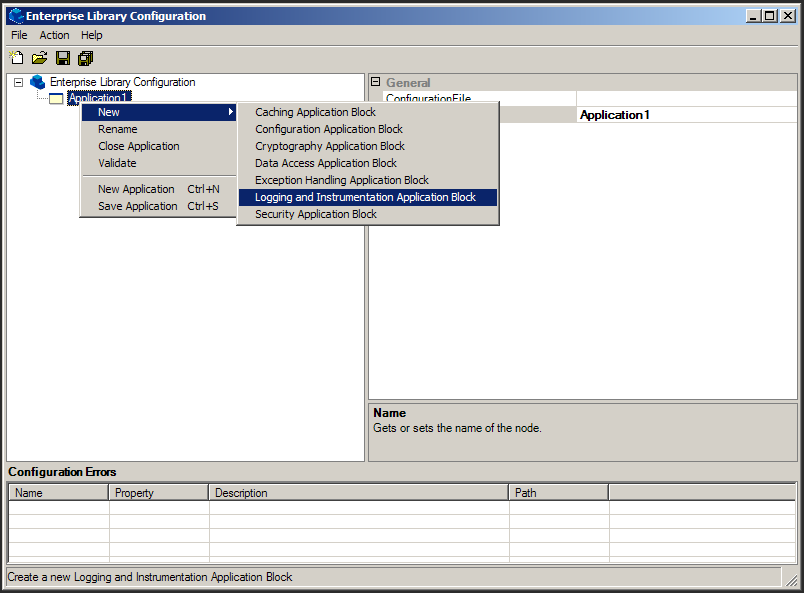 Enterprise Library Configuration
File Action Help
Enterprise Library Configuration
Application1
New
Rename
Close Application
Validate
New Application Ctrl+N
Save Application Ctrl+S
Caching Application Block
Configuration Application Block
Cryptography Application Block
Data Access Application Block
Exception Handling Application Block
Logging and Instrumentation Application Block
Security Application Block
General
ConfigurationFile
Application1
Name
Gets or sets the name of the node.
Configuration Errors
Name Property Description Path
Create a new Logging and Instrumentation Application Block